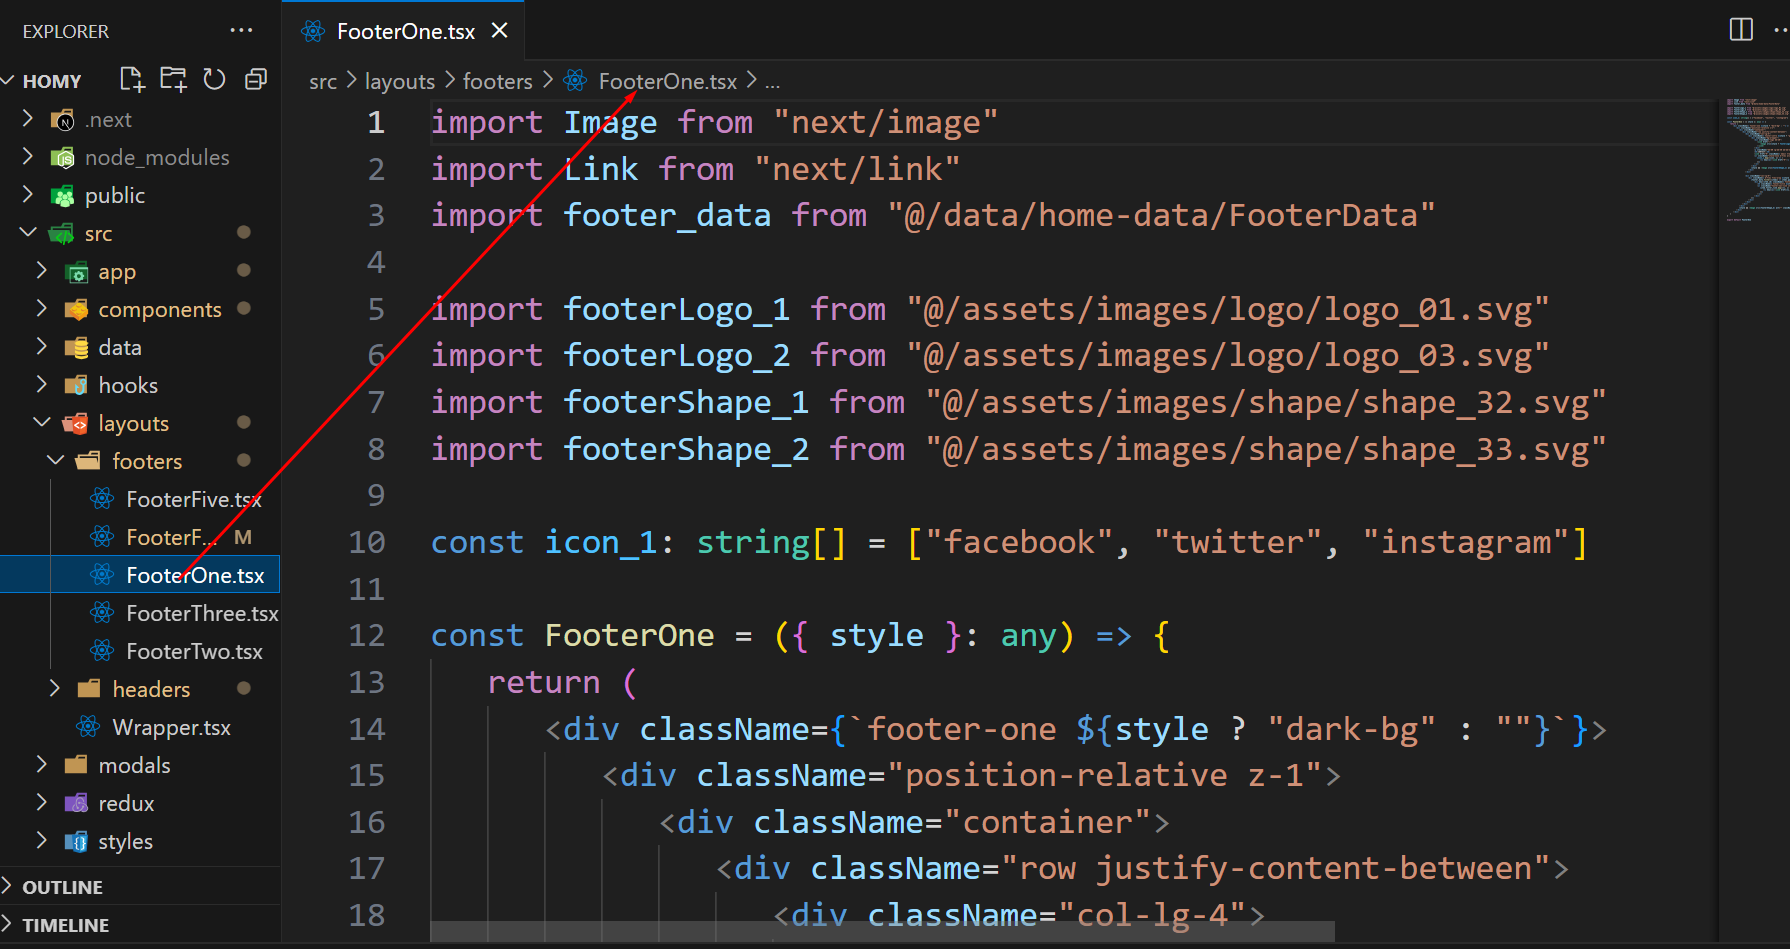 EXPLORER
HOMY
.next
node_modules
public
src
app
components
data
hooks
layouts
footers
FooterFive.tsx
FooterF... M
FooterOne.tsx
FooterThree.tsx
FooterTwo.tsx
headers
Wrapper.tsx
modals
redux
styles
OUTLINE
TIMELINE
FooterOne.tsx
src > layouts > footers > FooterOne.tsx > ...
1 import Image from "next/image"
2 import Link from "next/link"
3 import footer_data from "@/data/home-data/FooterData"
4
5 import footerLogo_1 from "@/assets/images/logo/logo_01.svg"
6 import footerLogo_2 from "@/assets/images/logo/logo_03.svg"
7 import footerShape_1 from "@/assets/images/shape/shape_32.svg"
8 import footerShape_2 from "@/assets/images/shape/shape_33.svg"
9
10 const icon_1: string[] = ["facebook", "twitter", "instagram"]
11
12 const FooterOne = ({ style }: any) => {
13 return (
14 <div className={`footer-one ${style ? "dark-bg" : ""}`}>
15 <div className="position-relative z-1">
16 <div className="container">
17 <div className="row justify-content-between">
18 <div className="col-lg-4">